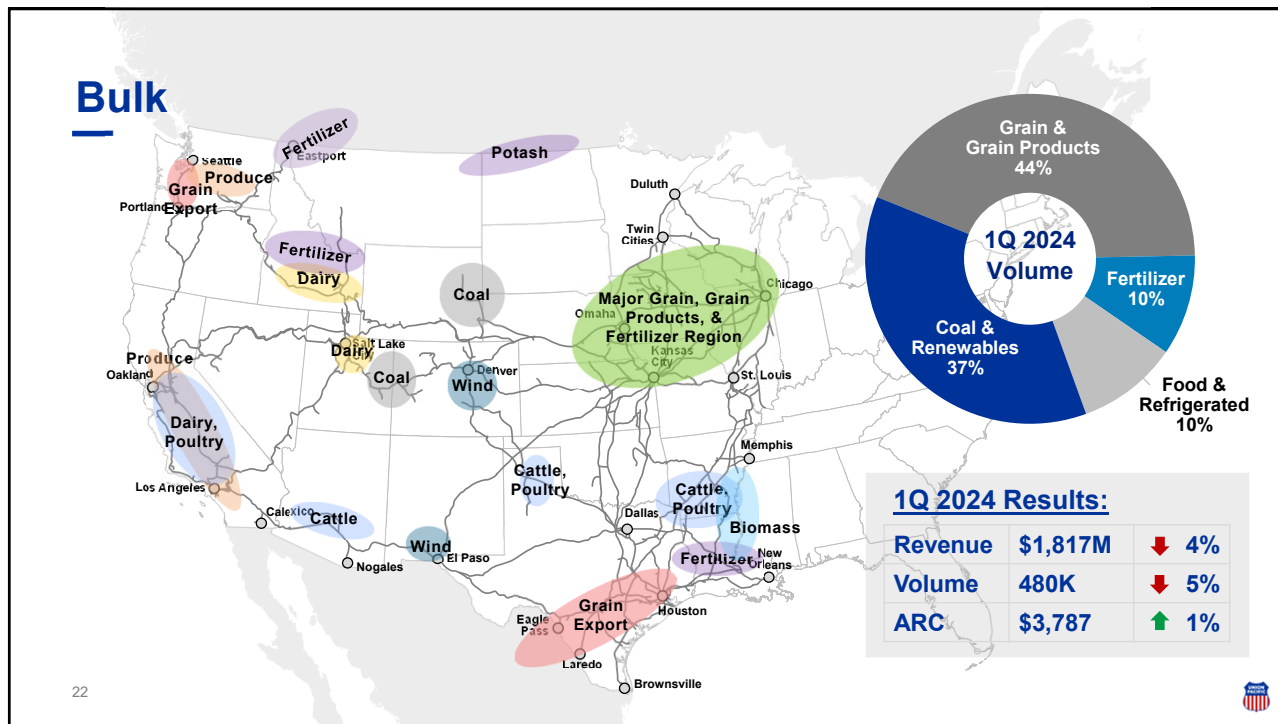 Bulk
Fertilizer
Eastport
Seattle
Produce
Grain
Export
Portland
Potash
Duluth
Twin
Cities
Fertilizer
Dairy
Coal
Major Grain, Grain
Products, &
Fertilizer Region
Omaha
Chicago
Kansas
City
Salt Lake
City
Dairy
Coal
Denver
Wind
St. Louis
Produce
Oakland
Dairy,
Poultry
Los Angeles
Calexico
Cattle
Nogales
Wind
El Paso
Cattle,
Poultry
Dallas
Memphis
Cattle,
Poultry
Biomass
Fertilizer
New
Orleans
Grain
Export
Houston
Eagle
Pass
Laredo
Brownsville
Grain &
Grain Products
44%
1Q 2024
Volume
Fertilizer
10%
Coal &
Renewables
37%
Food &
Refrigerated
10%
1Q 2024 Results:
Revenue $1,817M 4%
Volume 480K 5%
ARC $3,787 1%
22
UNION
PACIFIC